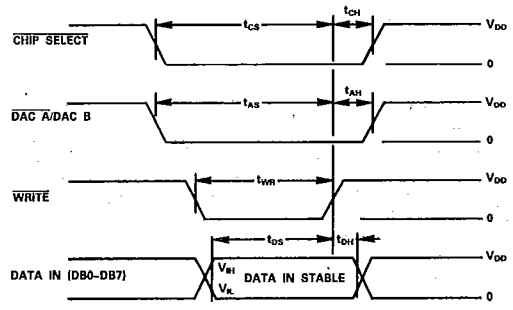 tCS
tCH
VDD
CHIP SELECT
0
tAS
tAH
VDD
DAC A/DAC B
0
tWR
VDD
WRITE
0
tDS
tDH
VDD
DATA IN (DB0–DB7)
VIH
DATA IN STABLE
VIL
0